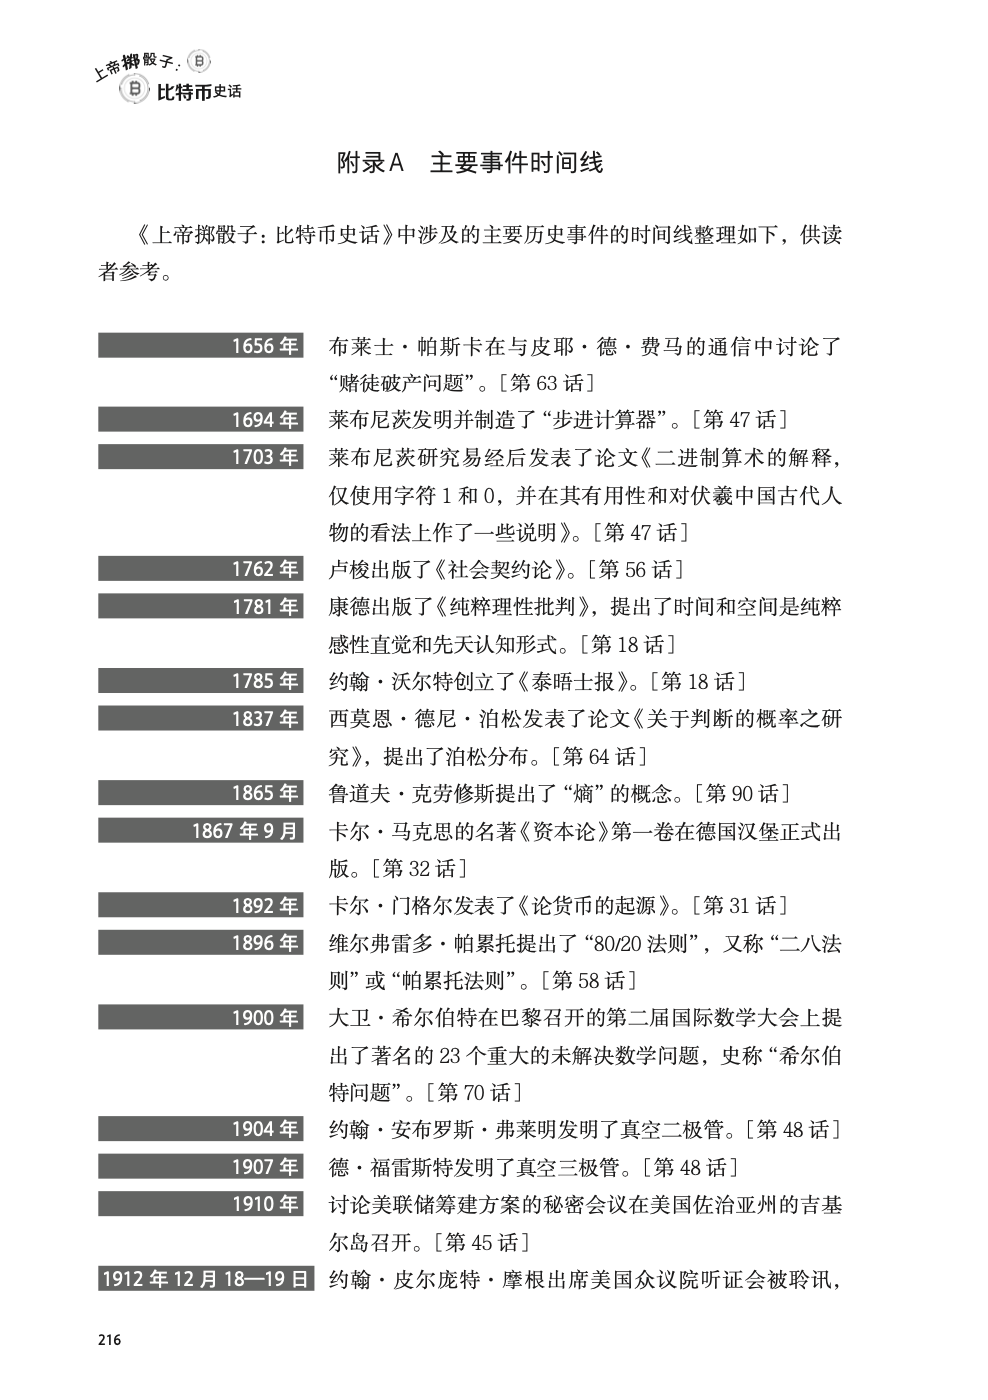 上帝掷骰子:
比特币史话
附录A 主要事件时间线
《上帝掷骰子: 比特币史话》中涉及的主要历史事件的时间线整理如下，供读
者参考。
1656 年 布莱士·帕斯卡在与皮耶·德·费马的通信中讨论了
“赌徒破产问题”。[第 63 话]
1694 年 莱布尼茨发明并制造了“步进计算器”。[第 47 话]
1703 年 莱布尼茨研究易经后发表了论文《二进制算术的解释，
仅使用字符 1 和 0，并在其有用性和对伏羲中国古代人
物的看法上作了一些说明》。[第 47 话]
1762 年 卢梭出版了《社会契约论》。[第 56 话]
1781 年 康德出版了《纯粹理性批判》，提出了时间和空间是纯粹
感性直觉和先天认知形式。[第 18 话]
1785 年 约翰·沃尔特创立了《泰晤士报》。[第 18 话]
1837 年 西莫恩·德尼·泊松发表了论文《关于判断的概率之研
究》，提出了泊松分布。[第 64 话]
1865 年 鲁道夫·克劳修斯提出了“熵”的概念。[第 90 话]
1867 年 9 月 卡尔·马克思的名著《资本论》第一卷在德国汉堡正式出
版。[第 32 话]
1892 年 卡尔·门格尔发表了《论货币的起源》。[第 31 话]
1896 年 维尔弗雷多·帕累托提出了“80/20 法则”，又称“二八法
则”或“帕累托法则”。[第 58 话]
1900 年 大卫·希尔伯特在巴黎召开的第二届国际数学大会上提
出了著名的 23 个重大的未解决数学问题，史称“希尔伯
特问题”。[第 70 话]
1904 年 约翰·安布罗斯·弗莱明发明了真空二极管。[第 48 话]
1907 年 德·福雷斯特发明了真空三极管。[第 48 话]
1910 年 讨论美联储筹建方案的秘密会议在美国佐治亚州的吉基
尔岛召开。[第 45 话]
1912 年 12 月 18—19 日 约翰·皮尔庞特·摩根出席美国众议院听证会被聆讯，
216